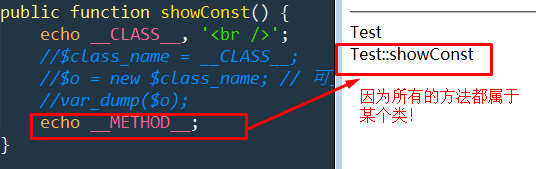 public function showConst() {
echo __CLASS__, '<br />';
//$class_name = __CLASS__;
//$o = new $class_name; // 可
//var_dump($o);
echo __METHOD__;
}
Test
Test::showConst
因为所有的方法都属于
某个类!